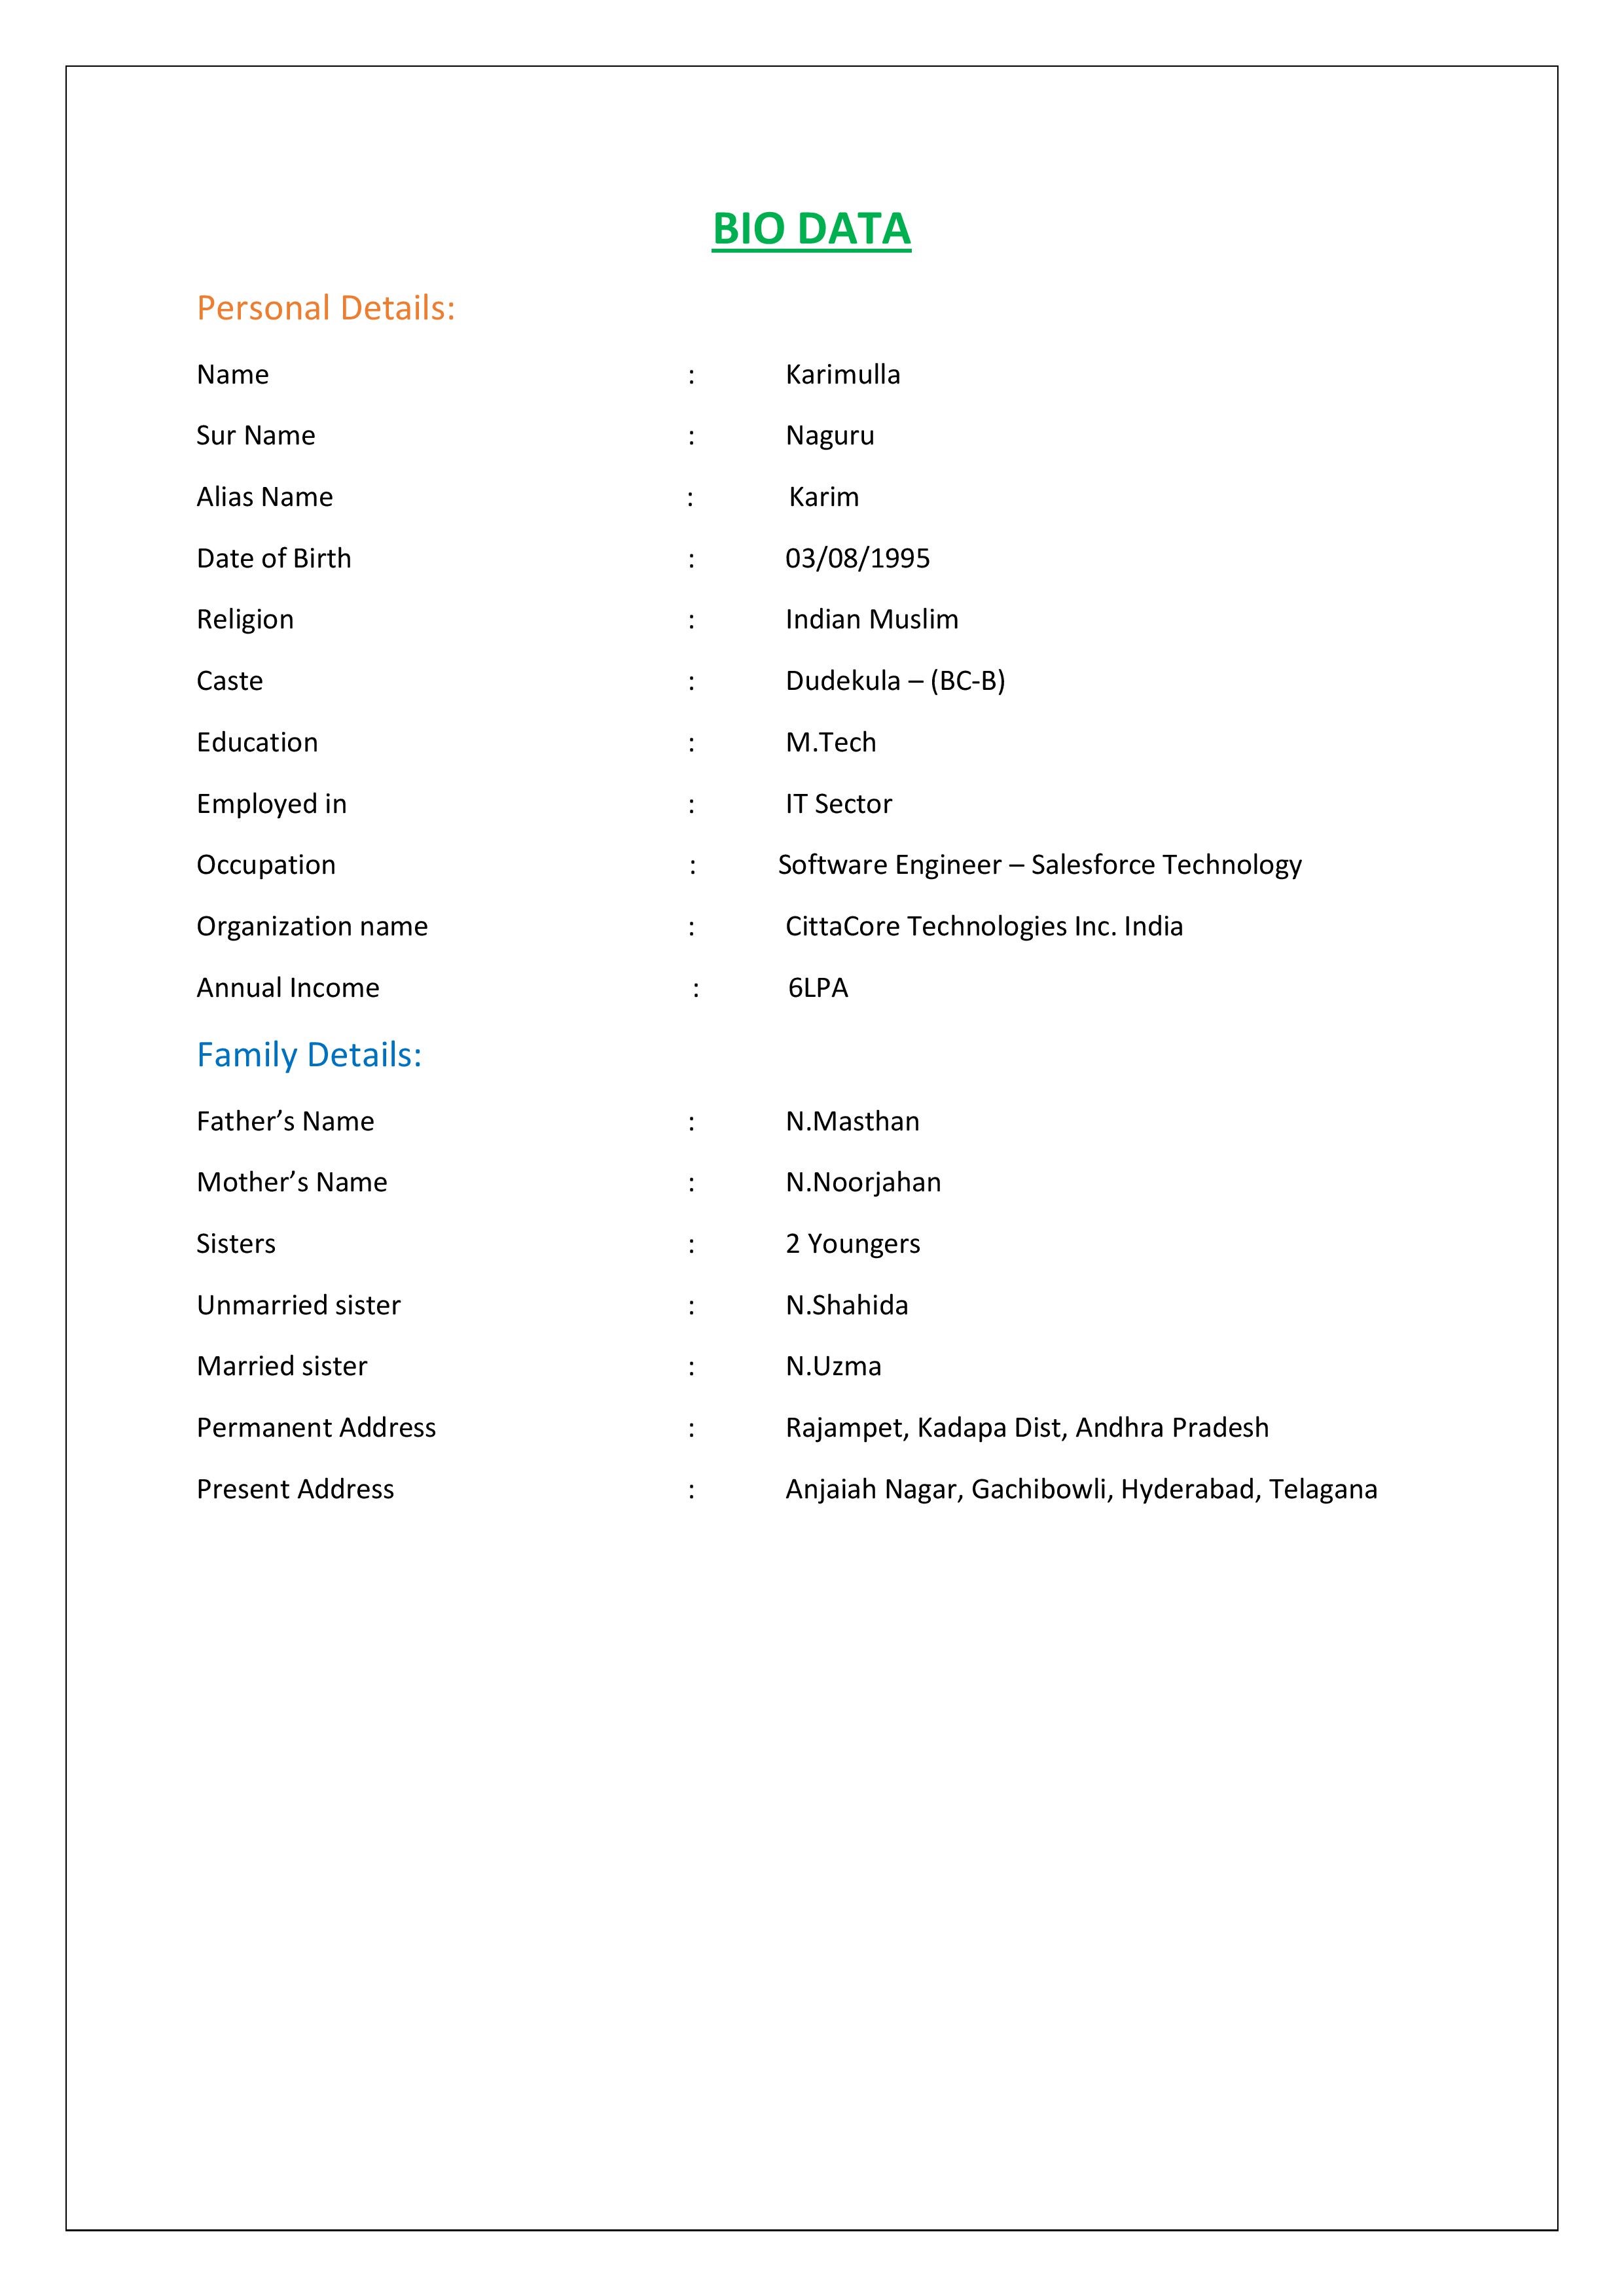 BIO DATA
Personal Details:
Name : Karimulla
Sur Name : Naguru
Alias Name : Karim
Date of Birth : 03/08/1995
Religion : Indian Muslim
Caste : Dudekula – (BC-B)
Education : M.Tech
Employed in : IT Sector
Occupation : Software Engineer – Salesforce Technology
Organization name : CittaCore Technologies Inc. India
Annual Income : 6LPA
Family Details:
Father’s Name : N.Masthan
Mother’s Name : N.Noorjahan
Sisters : 2 Youngers
Unmarried sister : N.Shahida
Married sister : N.Uzma
Permanent Address : Rajampet, Kadapa Dist, Andhra Pradesh
Present Address : Anjaiah Nagar, Gachibowli, Hyderabad, Telagana